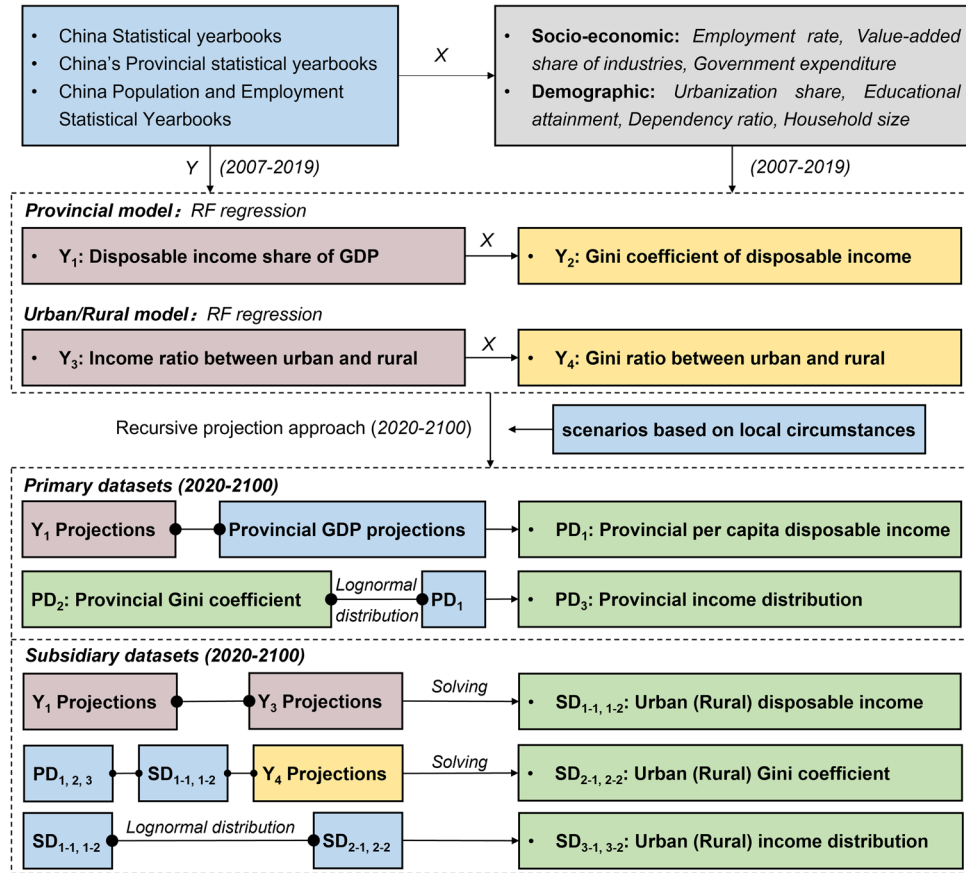 • China Statistical yearbooks
• China's Provincial statistical yearbooks
• China Population and Employment
Statistical Yearbooks
X
• Socio-economic: Employment rate, Value-added
share of industries, Government expenditure
• Demographic: Urbanization share, Educational
attainment, Dependency ratio, Household size
Y (2007-2019)
(2007-2019)
Provincial model： RF regression
• Y1: Disposable income share of GDP
X
• Y2: Gini coefficient of disposable income
Urban/Rural model： RF regression
• Y3: Income ratio between urban and rural
X
• Y4: Gini ratio between urban and rural
Recursive projection approach (2020-2100)
scenarios based on local circumstances
Primary datasets (2020-2100)
Y1 Projections
Provincial GDP projections
• PD1: Provincial per capita disposable income
PD2: Provincial Gini coefficient
Lognormal
distribution
PD1
• PD3: Provincial income distribution
Subsidiary datasets (2020-2100)
Y1 Projections
Y3 Projections
Solving
• SD1-1, 1-2: Urban (Rural) disposable income
PD1, 2, 3
SD1-1, 1-2
Y4 Projections
Solving
• SD2-1, 2-2: Urban (Rural) Gini coefficient
SD1-1, 1-2
Lognormal distribution
SD2-1, 2-2
• SD3-1, 3-2: Urban (Rural) income distribution